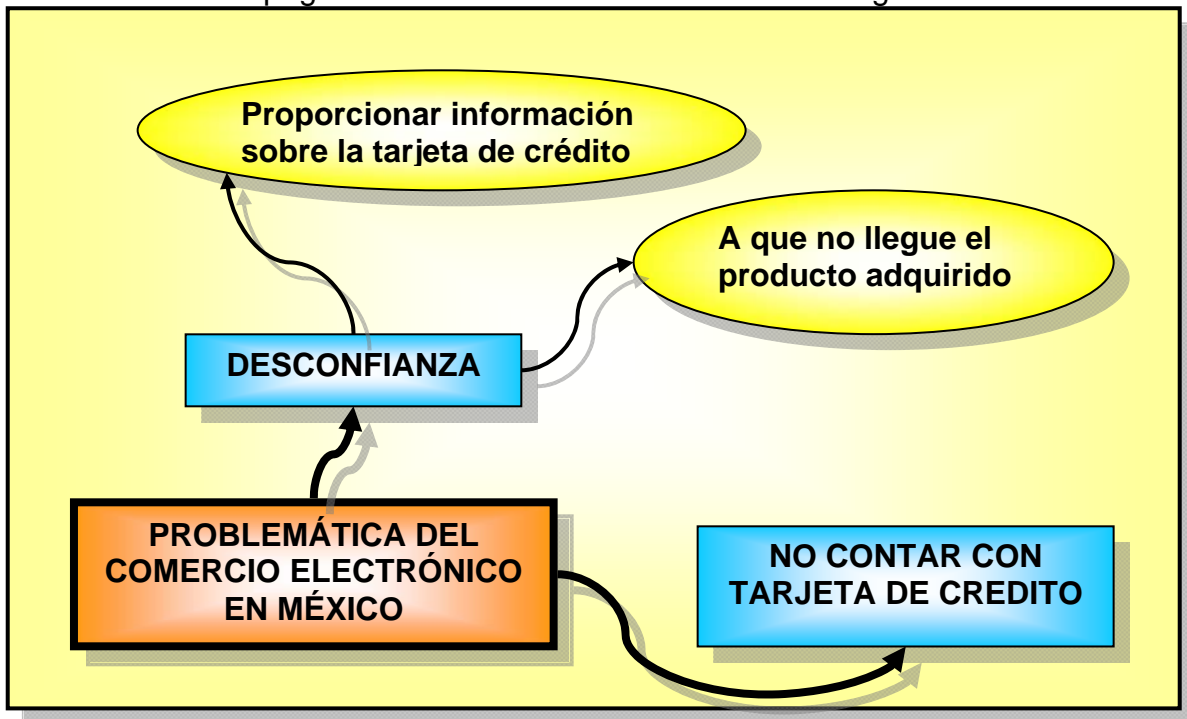 Proporcionar información
sobre la tarjeta de crédito
A que no llegue el
producto adquirido
DESCONFIANZA
PROBLEMÁTICA DEL
COMERCIO ELECTRÓNICO
EN MÉXICO
NO CONTAR CON
TARJETA DE CREDITO